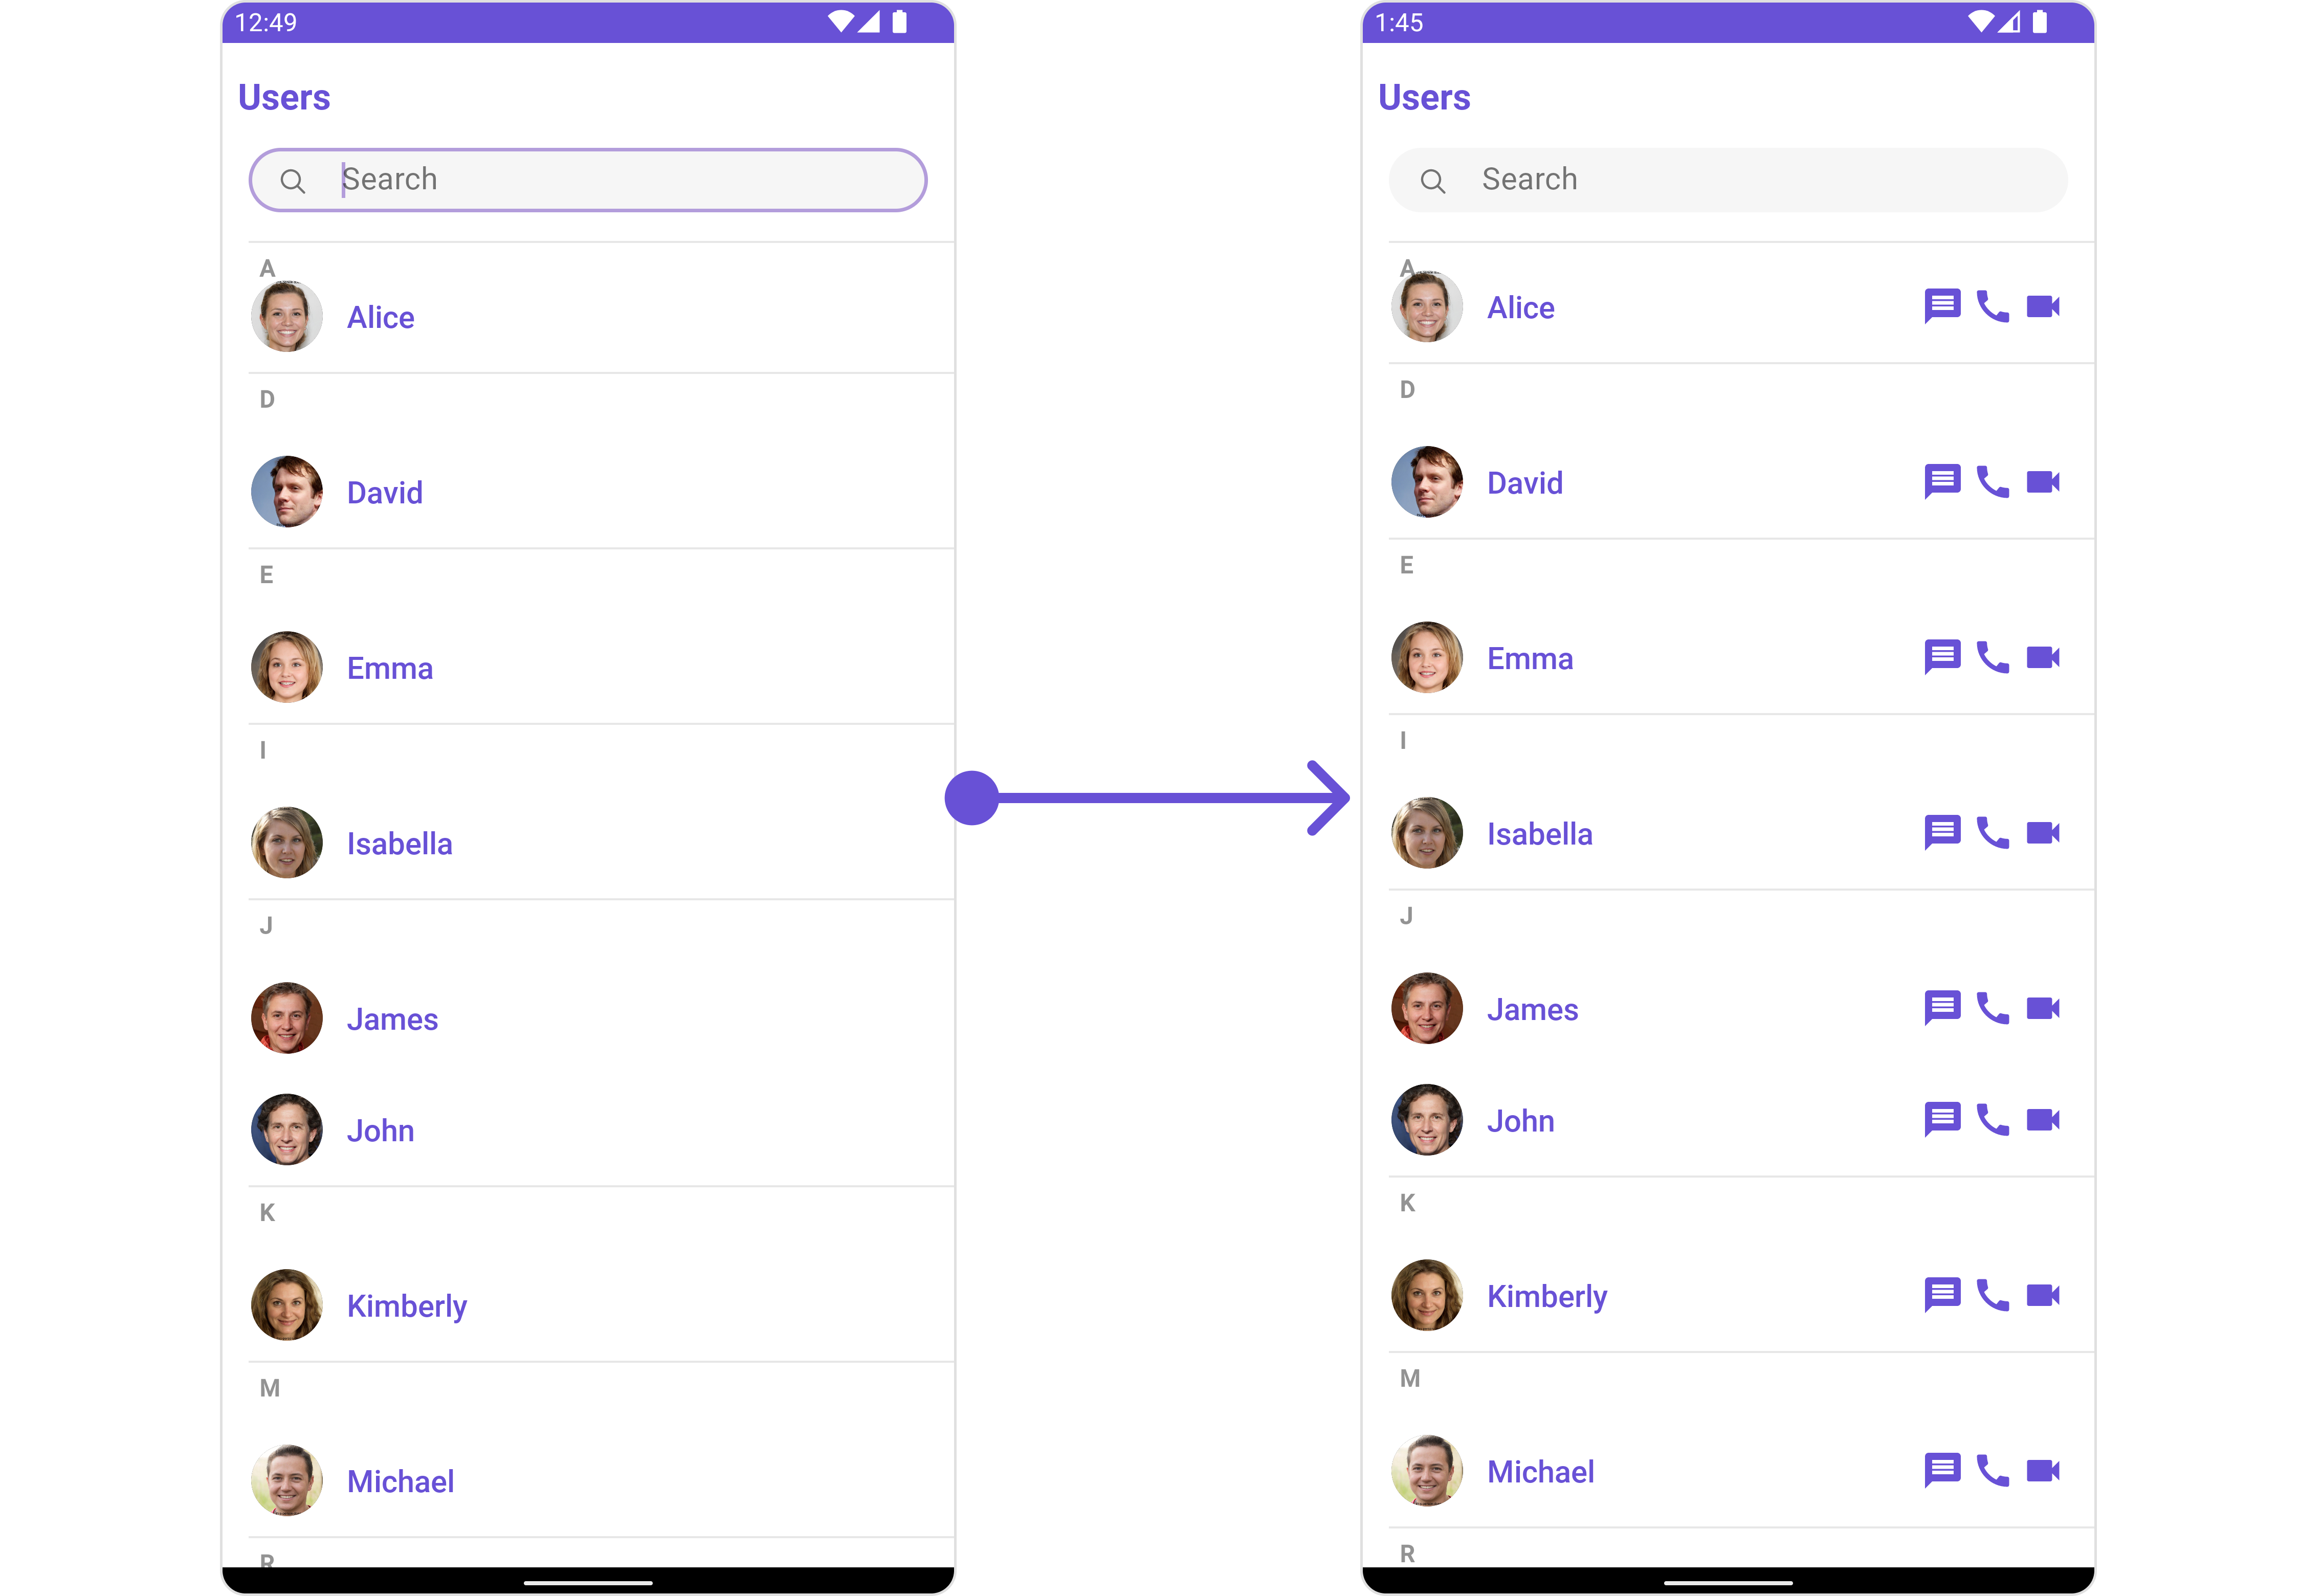 12:49
Users
Search
A
Alice
D
David
E
Emma
I
Isabella
J
James
John
K
Kimberly
M
Michael
R
1:45
Users
Search
A
Alice
D
David
E
Emma
I
Isabella
J
James
John
K
Kimberly
M
Michael
R